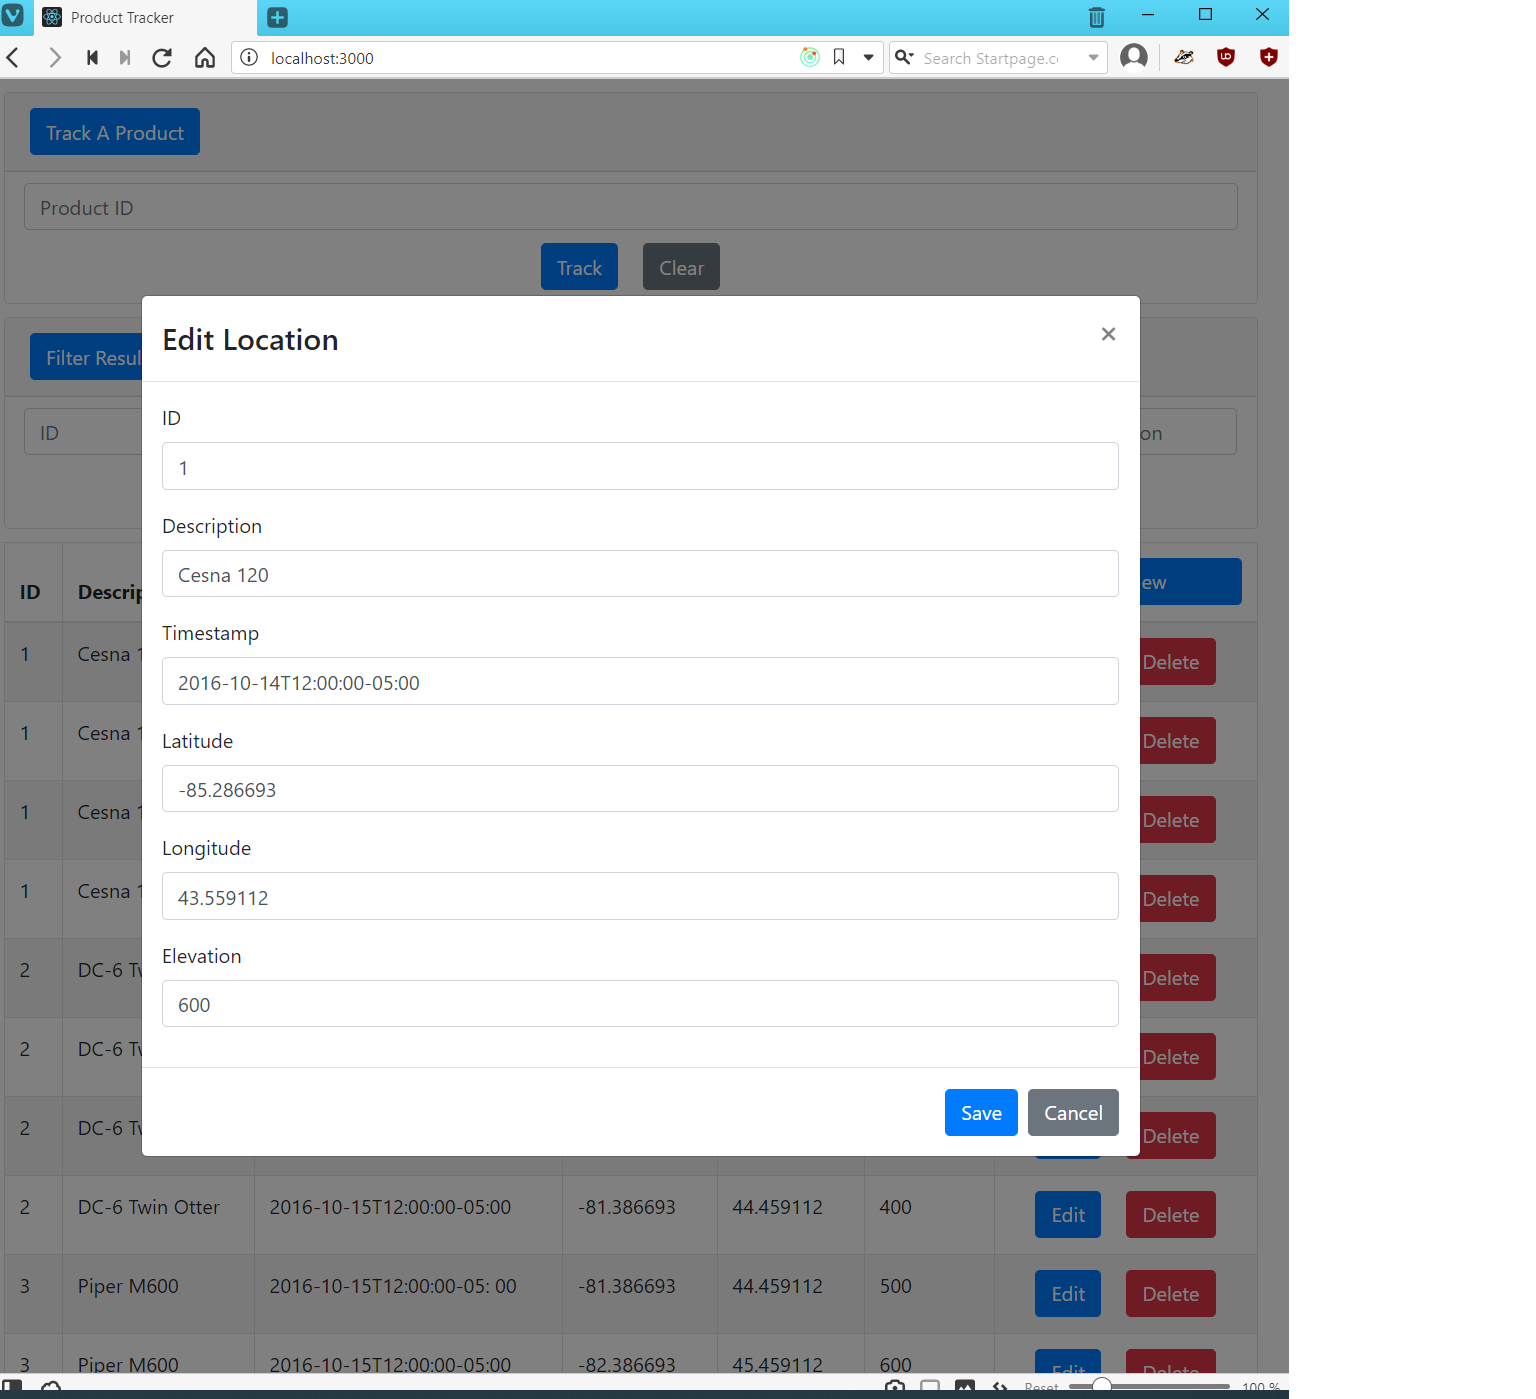 Product Tracker
localhost:3000
Search Startpage.c
Track A Product
Product ID
Track Clear
Filter Resul
ID on
Edit Location ×
ID
1
Description
Cesna 120
Timestamp
2016-10-14T12:00:00-05:00
Latitude
-85.286693
Longitude
43.559112
Elevation
600
Save Cancel
ID Descrip ew
1 Cesna 1 Delete
1 Cesna 1 Delete
1 Cesna 1 Delete
1 Cesna 1 Delete
2 DC-6 Tw Delete
2 DC-6 Tw Delete
2 DC-6 Tw Delete
2 DC-6 Twin Otter 2016-10-15T12:00:00-05:00 -81.386693 44.459112 400 Edit Delete
3 Piper M600 2016-10-15T12:00:00-05: 00 -81.386693 44.459112 500 Edit Delete
3 Piper M600 2016-10-15T12:00:00-05:00 -82.386693 45.459112 600 Edit Delete
Reset 100 %